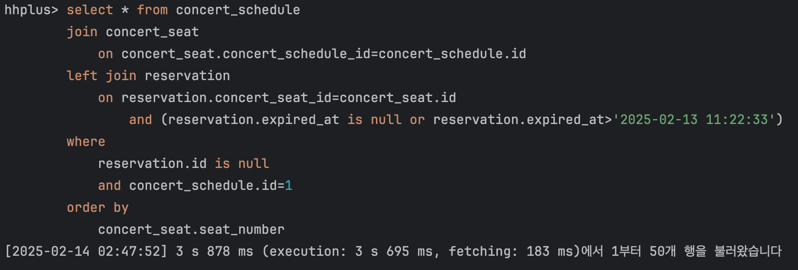 hhplus> select * from concert_schedule
join concert_seat
on concert_seat.concert_schedule_id=concert_schedule.id
left join reservation
on reservation.concert_seat_id=concert_seat.id
and (reservation.expired_at is null or reservation.expired_at>'2025-02-13 11:22:33')
where
reservation.id is null
and concert_schedule.id=1
order by
concert_seat.seat_number
[2025-02-14 02:47:52] 3 s 878 ms (execution: 3 s 695 ms, fetching: 183 ms)에서 1부터 50개 행을 불러왔습니다